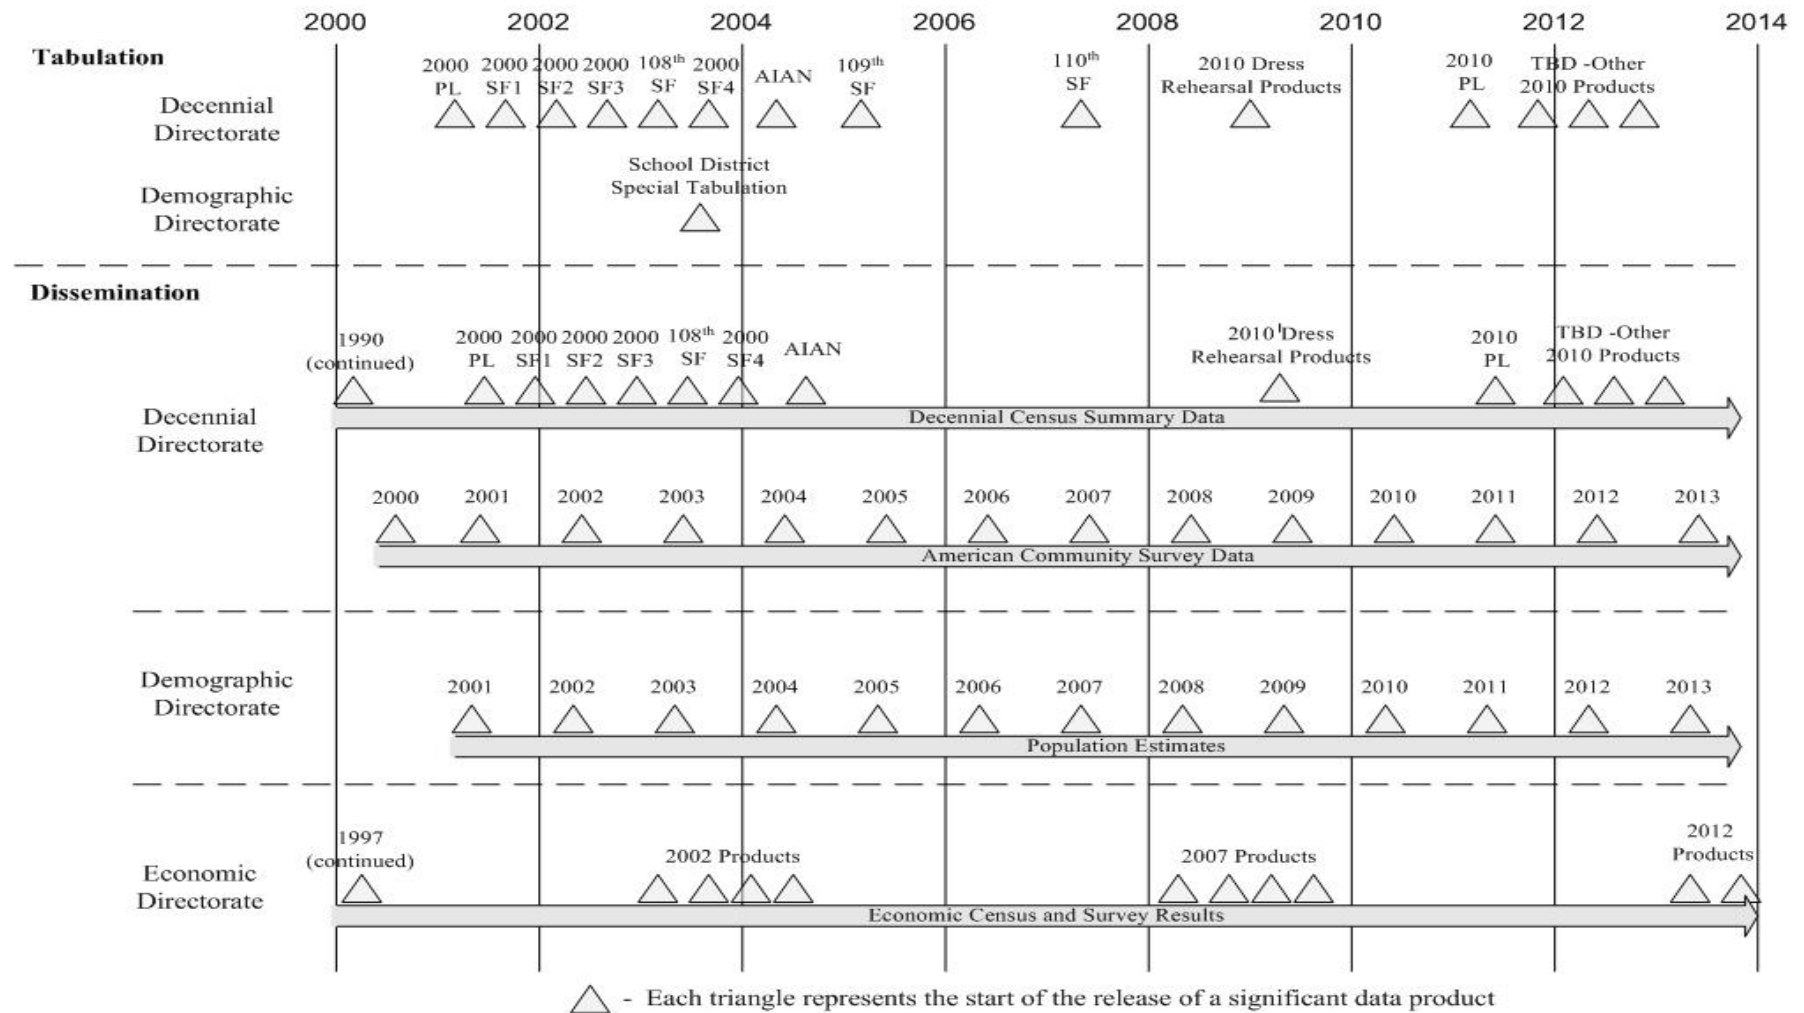 2000 2002 2004 2006 2008 2010 2012 2014
Tabulation
Decennial
Directorate
2000 2000 2000 2000 108th 2000 AIAN 109th 110th 2010 Dress 2010 TBD -Other
PL SF1 SF2 SF3 SF SF4 SF SF Rehearsal Products PL 2010 Products
Demographic
Directorate
School District
Special Tabulation
Dissemination
Decennial
Directorate
1990 2000 2000 2000 2000 108th 2000 AIAN 2010 Dress 2010 TBD -Other
(continued) PL SF1 SF2 SF3 SF SF4 Rehearsal Products PL 2010 Products
Decennial Census Summary Data
2000 2001 2002 2003 2004 2005 2006 2007 2008 2009 2010 2011 2012 2013
American Community Survey Data
Demographic
Directorate
2001 2002 2003 2004 2005 2006 2007 2008 2009 2010 2011 2012 2013
Population Estimates
Economic
Directorate
1997
(continued)
2002 Products
2007 Products
2012
Products
Economic Census and Survey Results
- Each triangle represents the start of the release of a significant data product